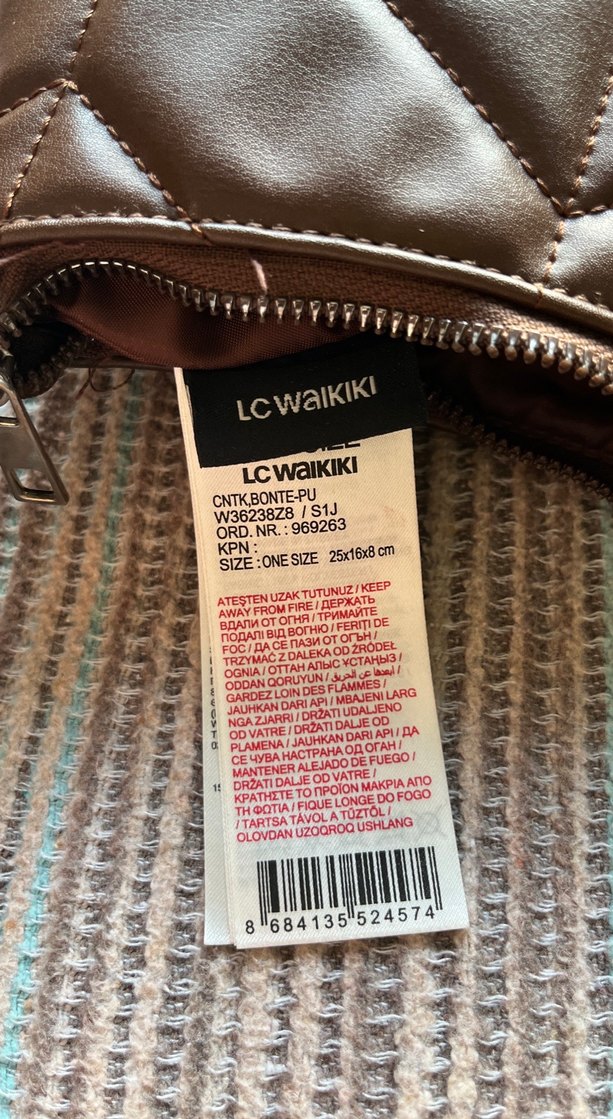 LC WAIKIKI
LC WAIKIKI
CNTK,BONTE-PU
W36238Z8 / S1J
ORD. NR. : 969263
KPN :
SIZE : ONE SIZE 25x16x8 cm
ATEŞTEN UZAK TUTUNUZ / KEEP
AWAY FROM FIRE / ДЕРЖАТЬ
ВДАЛИ ОТ ОГНЯ / ТРИМАЙТЕ
ПОДАЛІ ВІД ВОГНЮ / FERIȚI DE
FOC / ДА СЕ ПАЗИ ОТ ОГЪН /
TRZYMAĆ Z DALEKA OD ŹRÓDEŁ
OGNIA / ОТТАН АЛЫС ҰСТАҢЫЗ /
ODDAN QORUYUN / ابعدها عن الحريق /
GARDEZ LOIN DES FLAMMES /
JAUHKAN DARI API / MBAJENI LARG
NGA ZJARRI / DRŽATI UDALJENO
OD VATRE / DRŽATI DALJE OD
PLAMENA / JAUHKAN DARI API / ДА
СЕ ЧУВА НАСТРАНА ОД ОГАН /
MANTENER ALEJADO DE FUEGO /
DRŽATI DALJE OD VATRE /
ΚΡΑΤΗΣΤΕ ΤΟ ΠΡΟΪΟΝ ΜΑΚΡΙΑ ΑΠΟ
ΤΗ ΦΩΤΙΑ / FIQUE LONGE DO FOGO
/ TARTSA TÁVOL A TŰZTŐL /
OLOVDAN UZOQROQ USHLANG
8 684135 524574